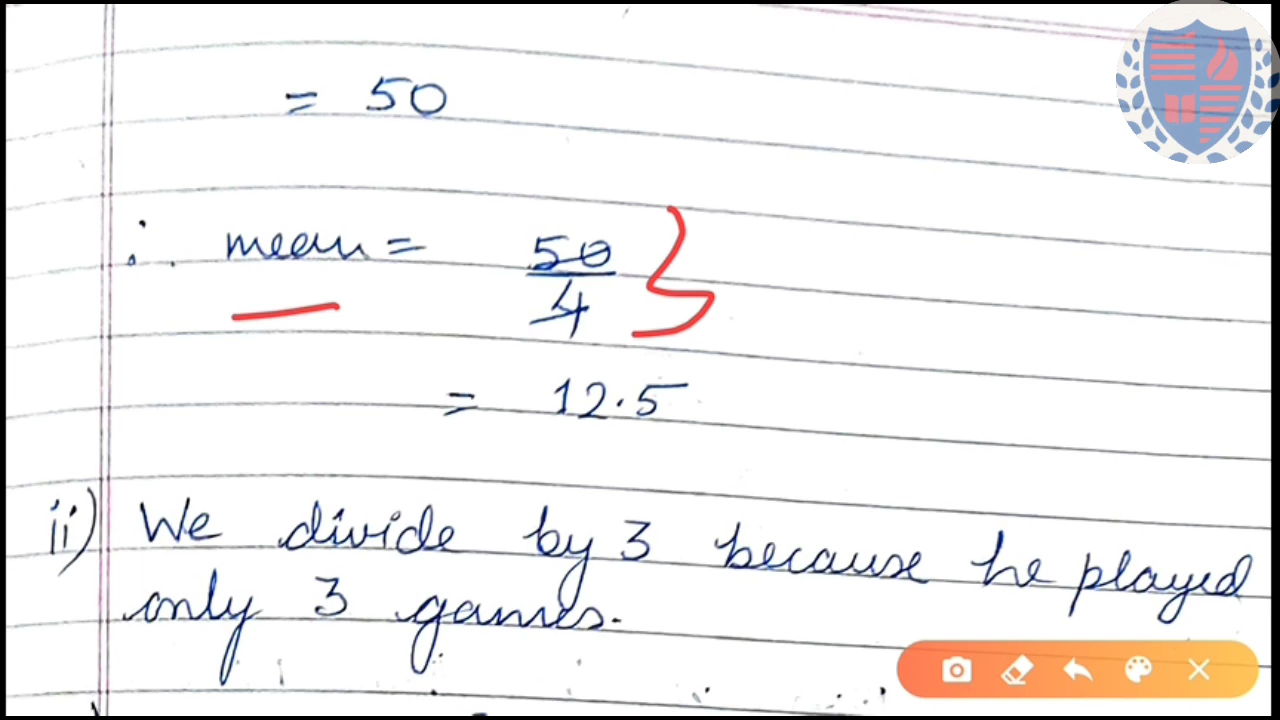 = 50
∴ mean = 50/4
= 12.5
ii) We divide by 3 because he played
only 3 games.